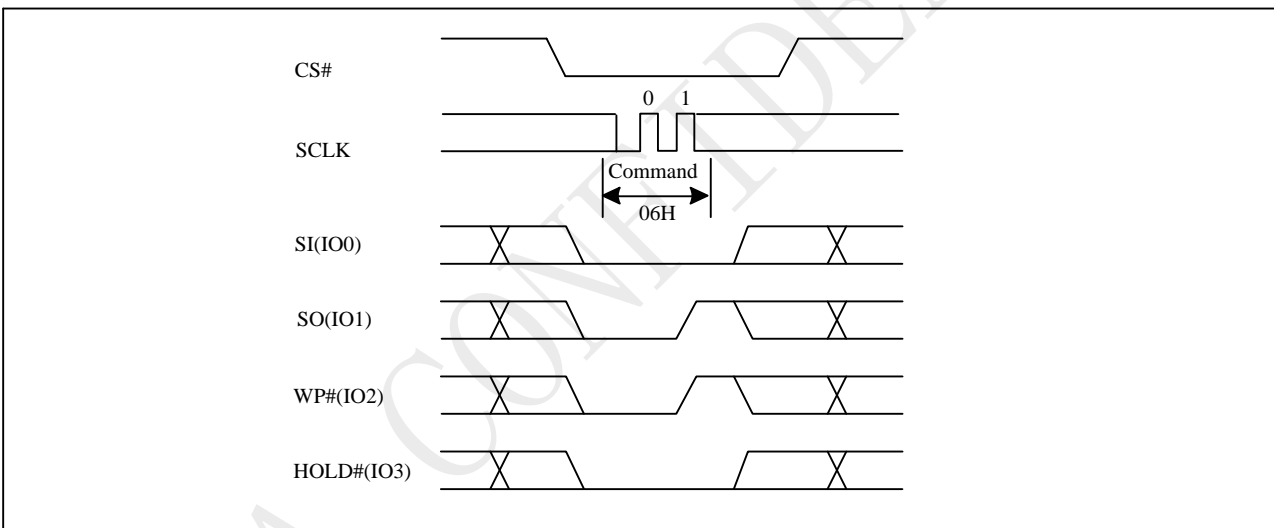 CS#
0 1
SCLK
Command
06H
SI(IO0)
SO(IO1)
WP#(IO2)
HOLD#(IO3)